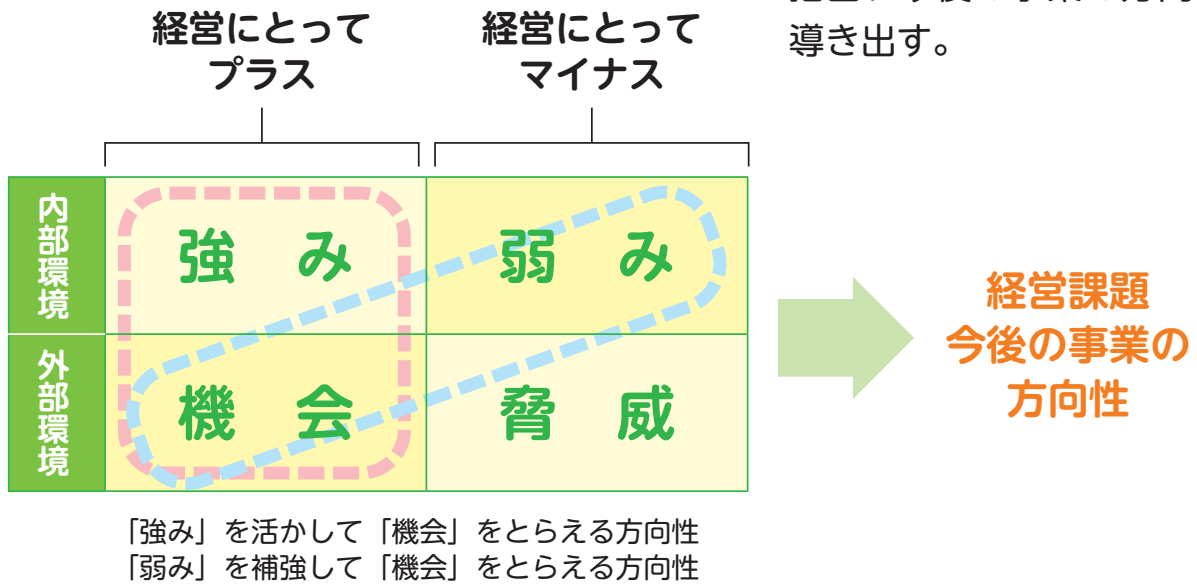 導き出す。
経営にとって
プラス
経営にとって
マイナス
内部環境
強み
弱み
外部環境
機会
脅威
経営課題
今後の事業の
方向性
「強み」を活かして「機会」をとらえる方向性
「弱み」を補強して「機会」をとらえる方向性